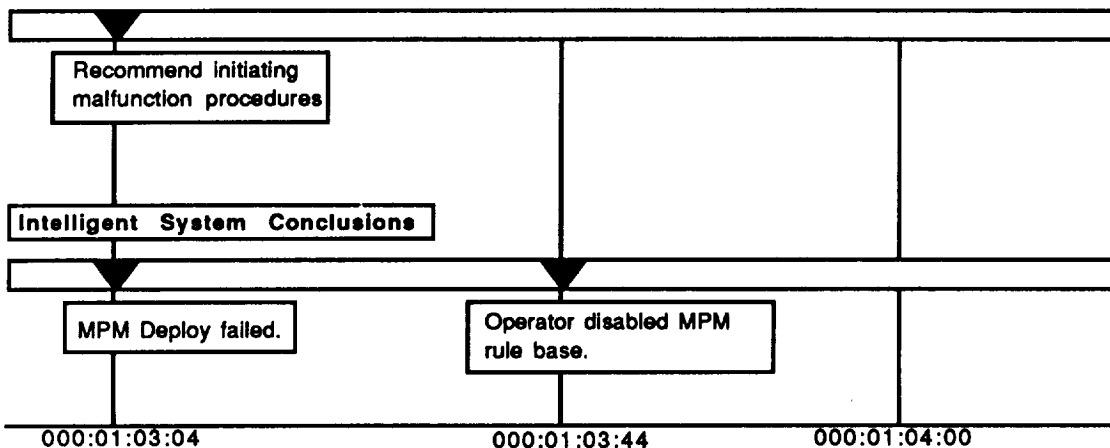 Recommend initiating
malfunction procedures
Intelligent System Conclusions
MPM Deploy failed.
Operator disabled MPM
rule base.
000:01:03:04
000:01:03:44
000:01:04:00